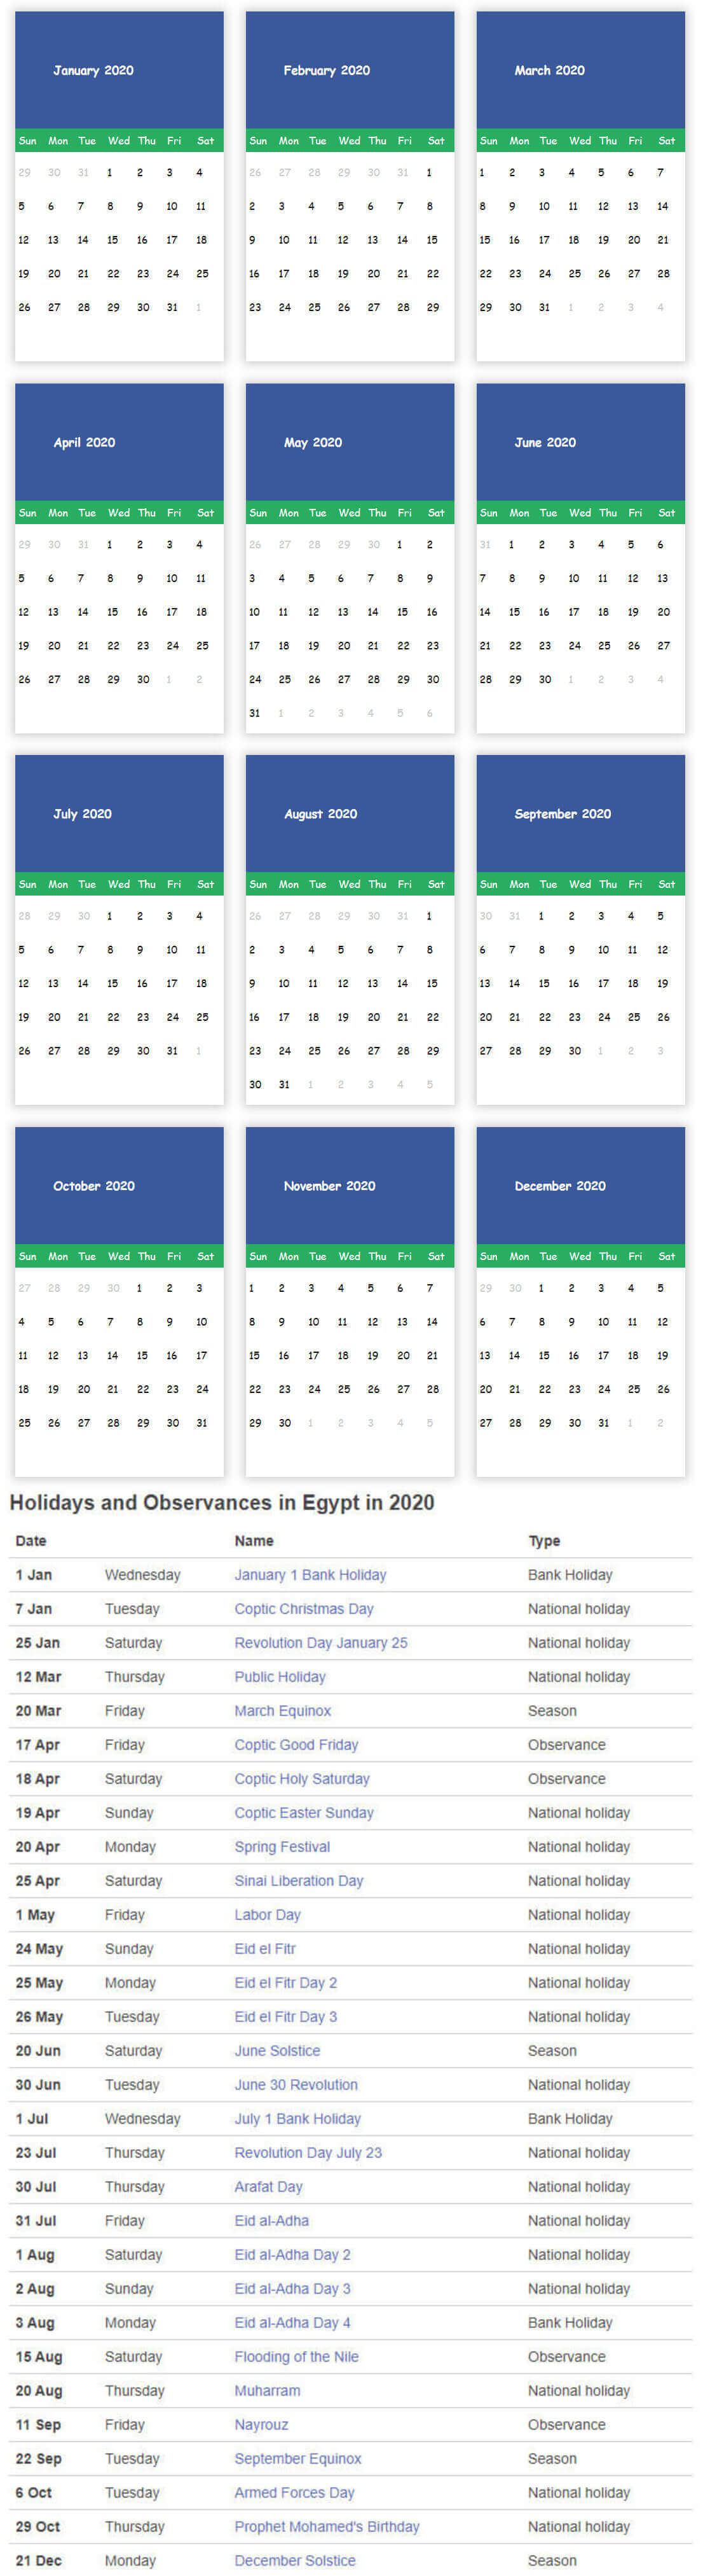 January 2020
Sun Mon Tue Wed Thu Fri Sat
29 30 31 1 2 3 4
5 6 7 8 9 10 11
12 13 14 15 16 17 18
19 20 21 22 23 24 25
26 27 28 29 30 31 1
February 2020
Sun Mon Tue Wed Thu Fri Sat
26 27 28 29 30 31 1
2 3 4 5 6 7 8
9 10 11 12 13 14 15
16 17 18 19 20 21 22
23 24 25 26 27 28 29
March 2020
Sun Mon Tue Wed Thu Fri Sat
1 2 3 4 5 6 7
8 9 10 11 12 13 14
15 16 17 18 19 20 21
22 23 24 25 26 27 28
29 30 31 1 2 3 4
April 2020
Sun Mon Tue Wed Thu Fri Sat
29 30 31 1 2 3 4
5 6 7 8 9 10 11
12 13 14 15 16 17 18
19 20 21 22 23 24 25
26 27 28 29 30 1 2
May 2020
Sun Mon Tue Wed Thu Fri Sat
26 27 28 29 30 1 2
3 4 5 6 7 8 9
10 11 12 13 14 15 16
17 18 19 20 21 22 23
24 25 26 27 28 29 30
31 1 2 3 4 5 6
June 2020
Sun Mon Tue Wed Thu Fri Sat
31 1 2 3 4 5 6
7 8 9 10 11 12 13
14 15 16 17 18 19 20
21 22 23 24 25 26 27
28 29 30 1 2 3 4
July 2020
Sun Mon Tue Wed Thu Fri Sat
28 29 30 1 2 3 4
5 6 7 8 9 10 11
12 13 14 15 16 17 18
19 20 21 22 23 24 25
26 27 28 29 30 31 1
August 2020
Sun Mon Tue Wed Thu Fri Sat
26 27 28 29 30 31 1
2 3 4 5 6 7 8
9 10 11 12 13 14 15
16 17 18 19 20 21 22
23 24 25 26 27 28 29
30 31 1 2 3 4 5
September 2020
Sun Mon Tue Wed Thu Fri Sat
30 31 1 2 3 4 5
6 7 8 9 10 11 12
13 14 15 16 17 18 19
20 21 22 23 24 25 26
27 28 29 30 1 2 3
October 2020
Sun Mon Tue Wed Thu Fri Sat
27 28 29 30 1 2 3
4 5 6 7 8 9 10
11 12 13 14 15 16 17
18 19 20 21 22 23 24
25 26 27 28 29 30 31
November 2020
Sun Mon Tue Wed Thu Fri Sat
1 2 3 4 5 6 7
8 9 10 11 12 13 14
15 16 17 18 19 20 21
22 23 24 25 26 27 28
29 30 1 2 3 4 5
December 2020
Sun Mon Tue Wed Thu Fri Sat
29 30 1 2 3 4 5
6 7 8 9 10 11 12
13 14 15 16 17 18 19
20 21 22 23 24 25 26
27 28 29 30 31 1 2
Holidays and Observances in Egypt in 2020
Date Name Type
1 Jan Wednesday January 1 Bank Holiday Bank Holiday
7 Jan Tuesday Coptic Christmas Day National holiday
25 Jan Saturday Revolution Day January 25 National holiday
12 Mar Thursday Public Holiday National holiday
20 Mar Friday March Equinox Season
17 Apr Friday Coptic Good Friday Observance
18 Apr Saturday Coptic Holy Saturday Observance
19 Apr Sunday Coptic Easter Sunday National holiday
20 Apr Monday Spring Festival National holiday
25 Apr Saturday Sinai Liberation Day National holiday
1 May Friday Labor Day National holiday
24 May Sunday Eid el Fitr National holiday
25 May Monday Eid el Fitr Day 2 National holiday
26 May Tuesday Eid el Fitr Day 3 National holiday
20 Jun Saturday June Solstice Season
30 Jun Tuesday June 30 Revolution National holiday
1 Jul Wednesday July 1 Bank Holiday Bank Holiday
23 Jul Thursday Revolution Day July 23 National holiday
30 Jul Thursday Arafat Day National holiday
31 Jul Friday Eid al-Adha National holiday
1 Aug Saturday Eid al-Adha Day 2 National holiday
2 Aug Sunday Eid al-Adha Day 3 National holiday
3 Aug Monday Eid al-Adha Day 4 Bank Holiday
15 Aug Saturday Flooding of the Nile Observance
20 Aug Thursday Muharram National holiday
11 Sep Friday Nayrouz Observance
22 Sep Tuesday September Equinox Season
6 Oct Tuesday Armed Forces Day National holiday
29 Oct Thursday Prophet Mohamed's Birthday National holiday
21 Dec Monday December Solstice Season